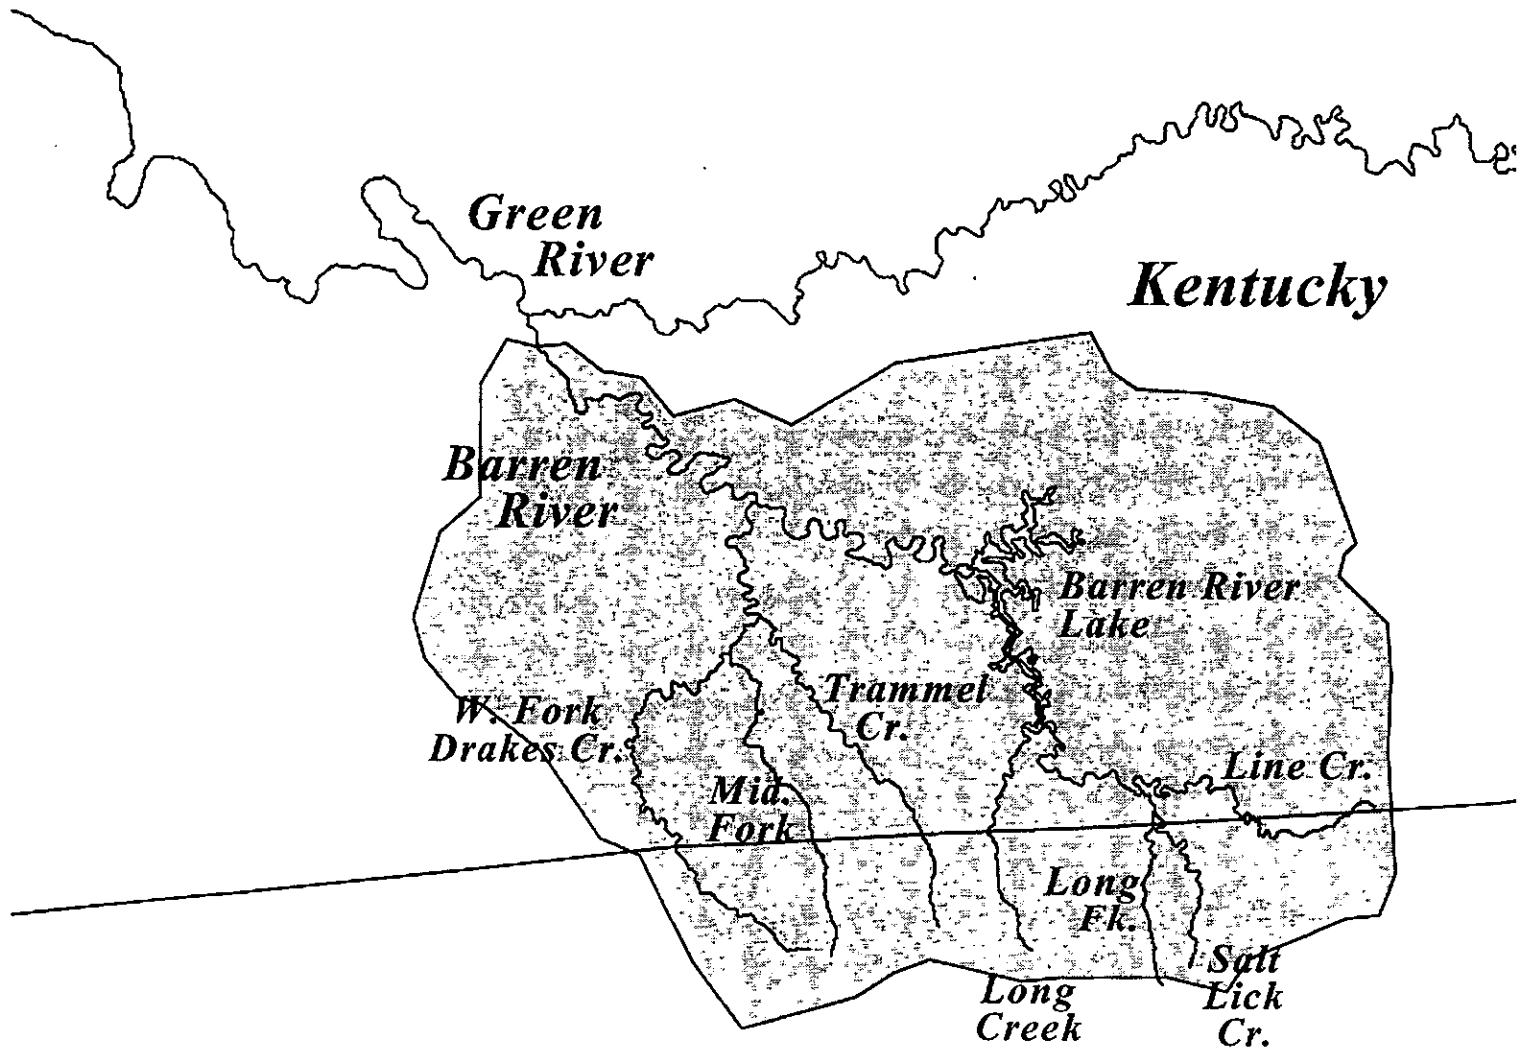 Green
River
Kentucky
Barren
River
Barren River
Lake
Trammel
Cr.
W. Fork
Drakes Cr.
Line Cr.
Mid.
Fork
Long
Fk.
Salt
Lick
Cr.
Long
Creek